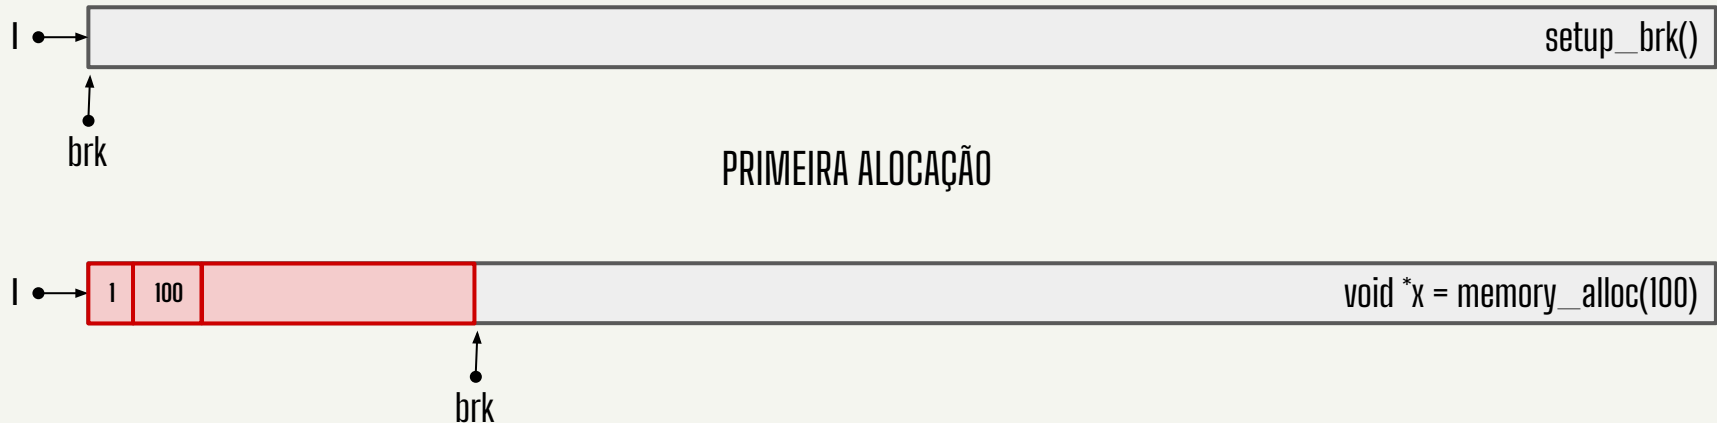 I
setup_brk()
brk
PRIMEIRA ALOCAÇÃO
I
1
100
void *x = memory_alloc(100)
brk